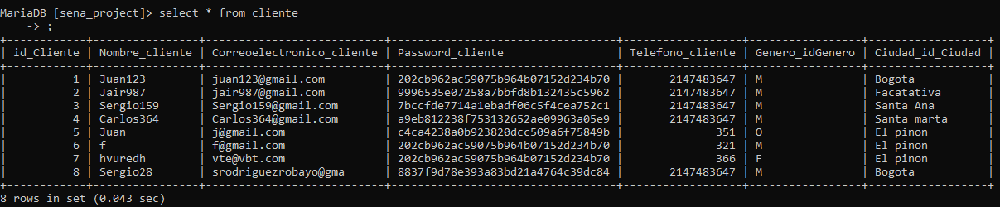 MariaDB [sena_project]> select * from cliente
    -> ;
+------------+----------------+---------------------------+----------------------------------+------------------+-----------------+------------------+
| id_Cliente | Nombre_cliente | Correoelectronico_cliente | Password_cliente                 | Telefono_cliente | Genero_idGenero | Ciudad_id_Ciudad |
+------------+----------------+---------------------------+----------------------------------+------------------+-----------------+------------------+
|          1 | Juan123        | juan123@gmail.com         | 202cb962ac59075b964b07152d234b70 |       2147483647 | M               | Bogota           |
|          2 | Jair987        | jair987@gmail.com         | 9996535e07258a7bbfd8b132435c5962 |       2147483647 | M               | Facatativa       |
|          3 | Sergio159      | Sergio159@gmail.com       | 7bccfde7714a1ebadf06c5f4cea752c1 |       2147483647 | M               | Santa Ana        |
|          4 | Carlos364      | Carlos364@gmail.com       | a9eb812238f753132652ae09963a05e9 |       2147483647 | M               | Santa marta      |
|          5 | Juan           | j@gmail.com               | c4ca4238a0b923820dcc509a6f75849b |              351 | O               | El pinon         |
|          6 | f              | f@gmail.com               | 202cb962ac59075b964b07152d234b70 |              321 | M               | El pinon         |
|          7 | hvuredh        | vte@vbt.com               | 202cb962ac59075b964b07152d234b70 |              366 | F               | El pinon         |
|          8 | Sergio28       | srodriguezrobayo@gma      | 8837f9d78e393a83bd21a4764c39dc84 |       2147483647 | M               | Bogota           |
+------------+----------------+---------------------------+----------------------------------+------------------+-----------------+------------------+
8 rows in set (0.043 sec)